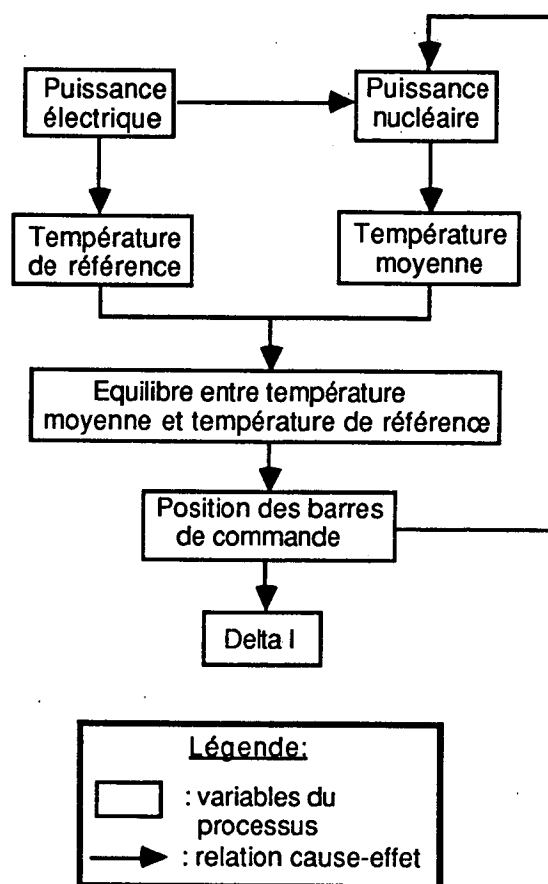 Puissance
électrique
Puissance
nucléaire
Température
de référence
Température
moyenne
Equilibre entre température
moyenne et température de référence
Position des barres
de commande
Delta I
Légende:
: variables du
processus
: relation cause-effet